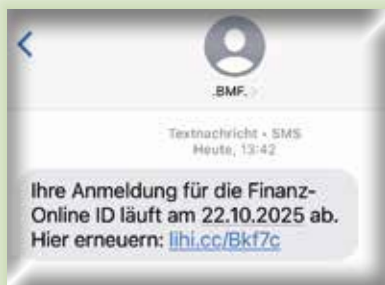 .BMF.
Textnachricht • SMS
Heute, 13:42
Ihre Anmeldung für die Finanz-
Online ID läuft am 22.10.2025 ab.
Hier erneuern: lihi.cc/Bkf7c